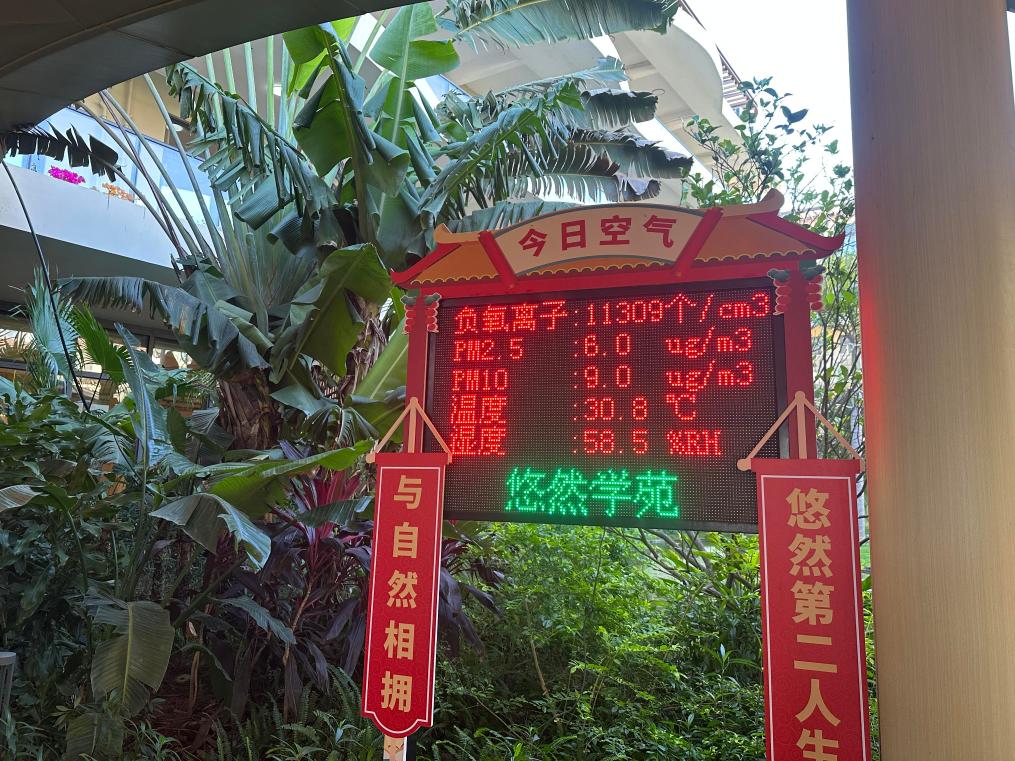 今日空气
负氧离子:11309个/cm3
PM2.5 :6.0 ug/m3
PM10 :9.0 ug/m3
温度 :30.8 ℃
湿度 :58.5 %RH
悠然学苑
与自然相拥
悠然第二人生